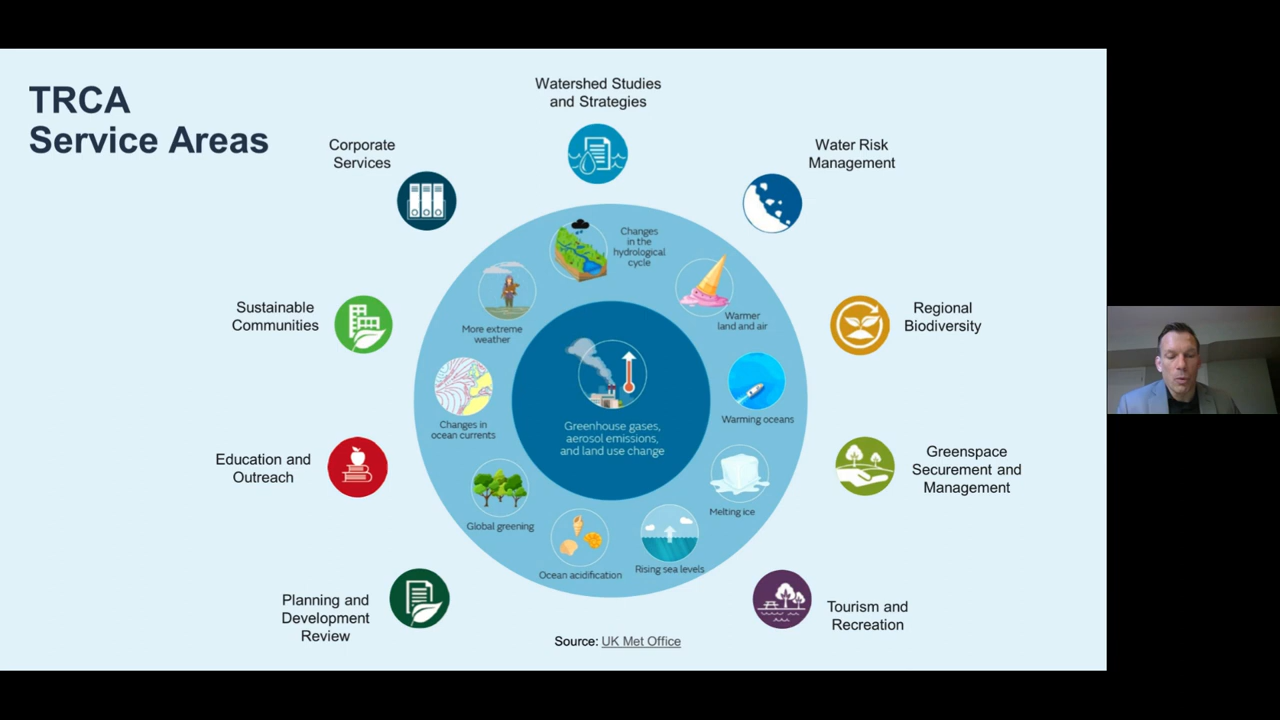 TRCA
Service Areas
Watershed Studies
and Strategies
Corporate
Services
Water Risk
Management
Sustainable
Communities
Regional
Biodiversity
Education and
Outreach
Greenspace
Securement and
Management
Planning and
Development
Review
Tourism and
Recreation
Changes
in the
hydrological
cycle
Warmer
land and air
Warming oceans
Melting ice
Rising sea levels
Ocean acidification
Global greening
Changes in
ocean currents
More extreme
weather
Greenhouse gases,
aerosol emissions,
and land use change
Source: UK Met Office